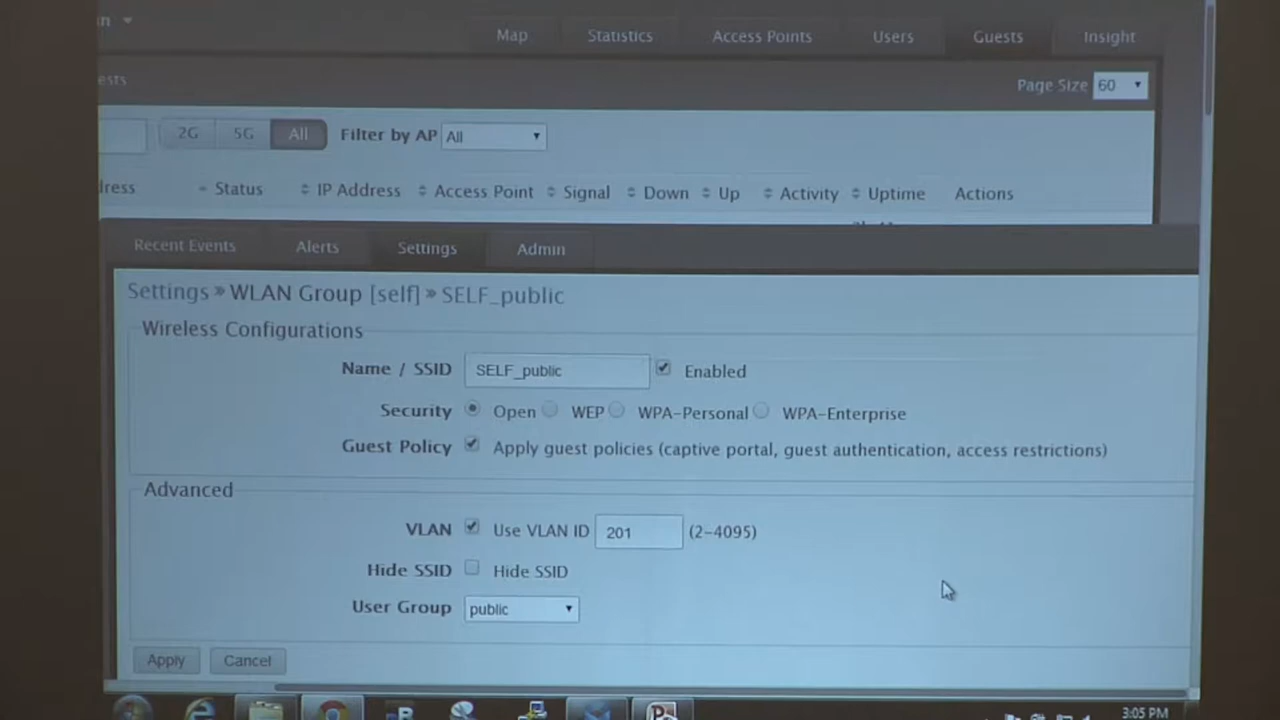 Map Statistics Access Points Users Guests Insight
ests Page Size 60
2G 5G All Filter by AP All
dress Status IP Address Access Point Signal Down Up Activity Uptime Actions
Recent Events Alerts Settings Admin
Settings » WLAN Group [self] » SELF_public
Wireless Configurations
Name / SSID SELF_public Enabled
Security Open WEP WPA-Personal WPA-Enterprise
Guest Policy Apply guest policies (captive portal, guest authentication, access restrictions)
Advanced
VLAN Use VLAN ID 201 (2-4095)
Hide SSID Hide SSID
User Group public
Apply Cancel
3:05 PM